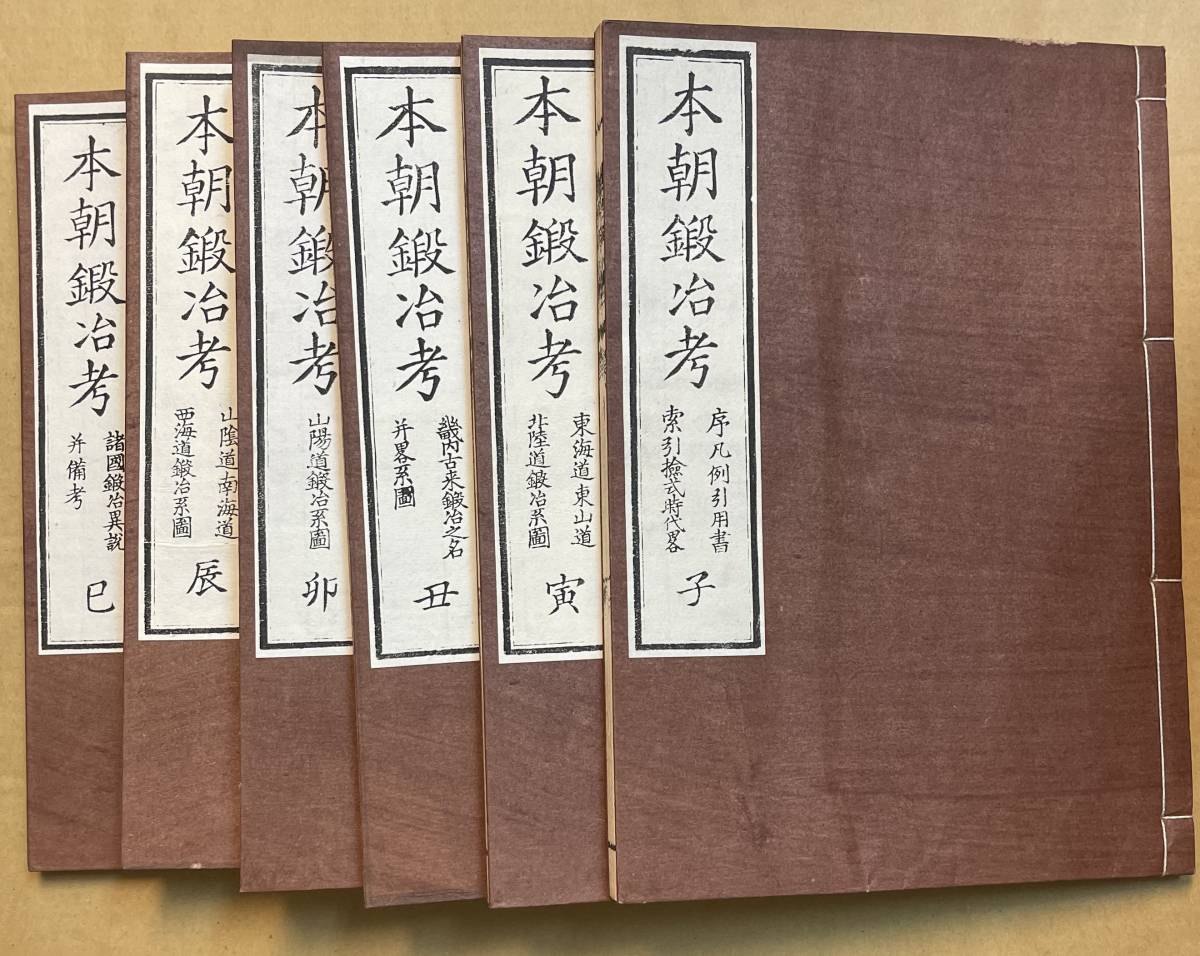 本朝鍛冶考
序凡例引用書
索引撿式時代畧
子
本朝鍛冶考
東海道東山道
北陸道鍛冶系圖
寅
本朝鍛冶考
畿内古来鍛冶之名
并畧系圖
丑
本朝鍛冶考
山陽道鍛冶系圖
卯
本朝鍛冶考
山陰道南海道
西海道鍛冶系圖
辰
本朝鍛冶考
諸國鍛冶異説
并備考
巳